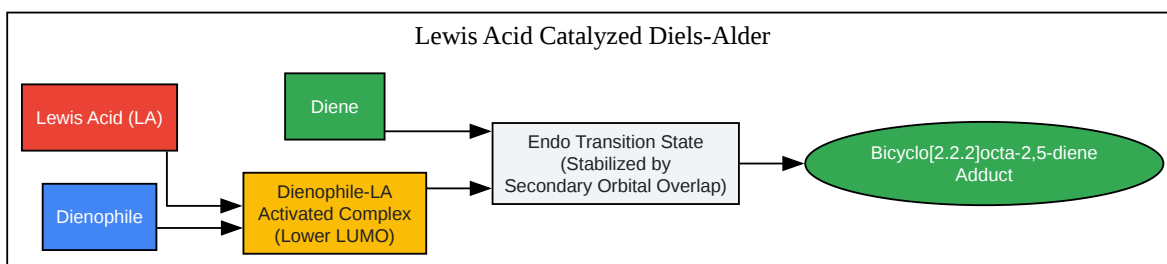 Lewis Acid Catalyzed Diels-Alder
Lewis Acid (LA)
Diene
Dienophile
Dienophile-LA
Activated Complex
(Lower LUMO)
Endo Transition State
(Stabilized by
Secondary Orbital Overlap)
Bicyclo[2.2.2]octa-2,5-diene
Adduct